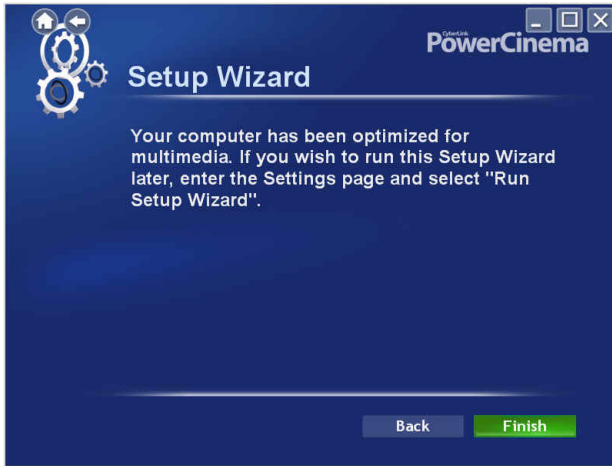 CyberLink
PowerCinema
Setup Wizard
Your computer has been optimized for
multimedia. If you wish to run this Setup Wizard
later, enter the Settings page and select "Run
Setup Wizard".
Back
Finish